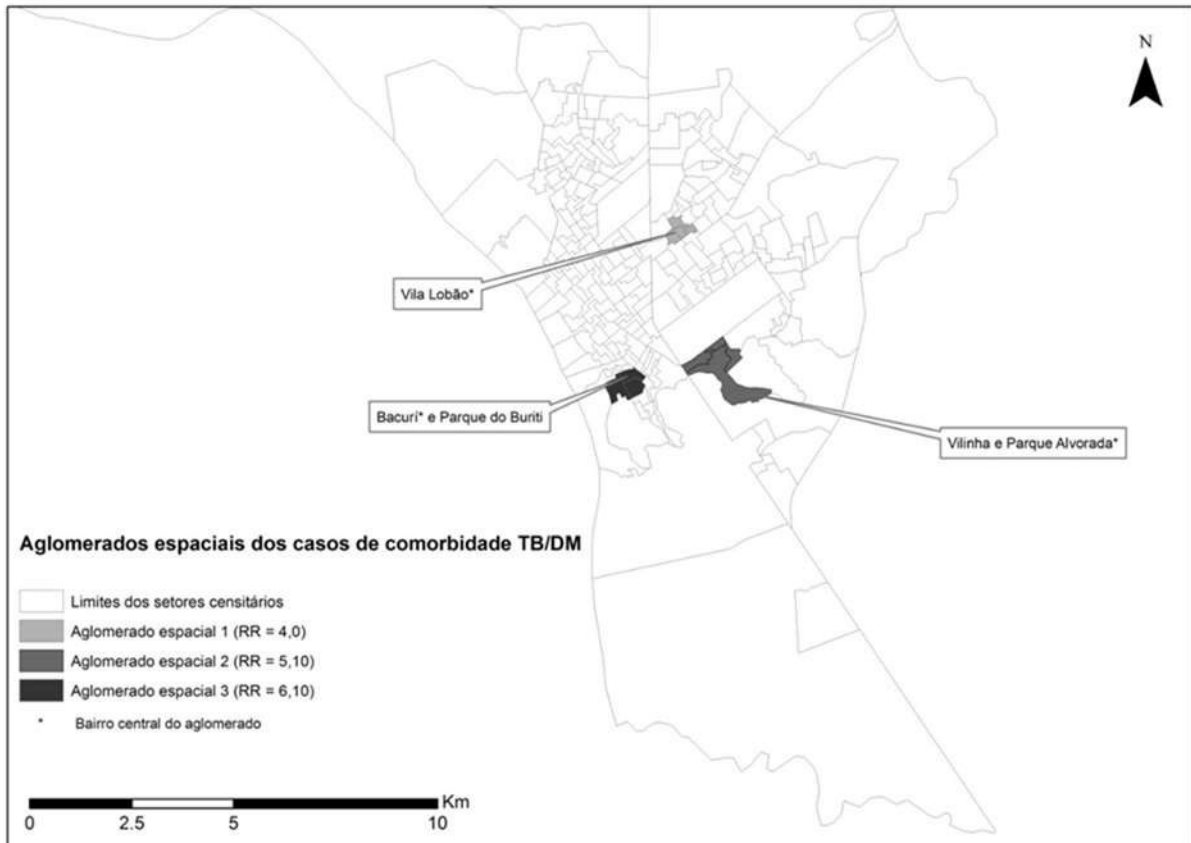 N
Vila Lobão*
Bacuri* e Parque do Buriti
Vilinha e Parque Alvorada*
Aglomerados espaciais dos casos de comorbidade TB/DM
Limites dos setores censitários
Aglomerado espacial 1 (RR = 4,0)
Aglomerado espacial 2 (RR = 5,10)
Aglomerado espacial 3 (RR = 6,10)
* Bairro central do aglomerado
Km
0 2.5 5 10